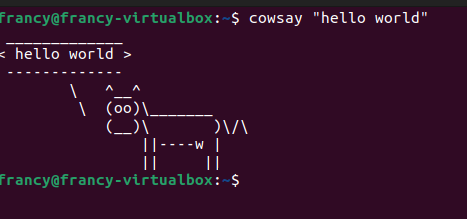 francy@francy-virtualbox:~$ cowsay "hello world"
 _____________
< hello world >
 -------------
        \   ^__^
         \  (oo)\_______
            (__)\       )\/\
                ||----w |
                ||     ||
francy@francy-virtualbox:~$